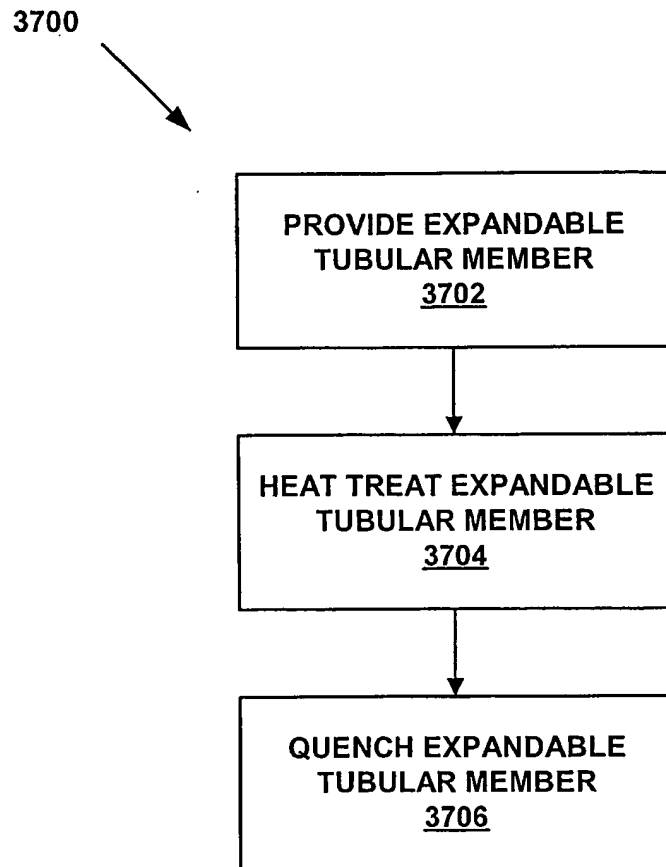 3700
PROVIDE EXPANDABLE
TUBULAR MEMBER
3702
HEAT TREAT EXPANDABLE
TUBULAR MEMBER
3704
QUENCH EXPANDABLE
TUBULAR MEMBER
3706